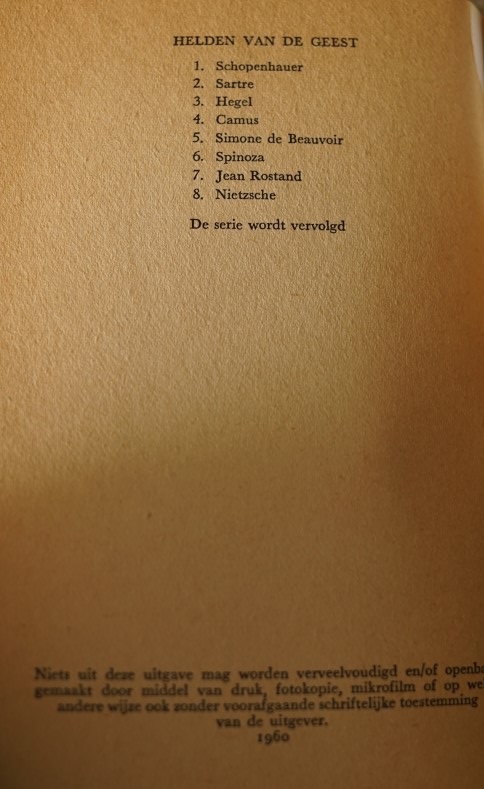 HELDEN VAN DE GEEST
1. Schopenhauer
2. Sartre
3. Hegel
4. Camus
5. Simone de Beauvoir
6. Spinoza
7. Jean Rostand
8. Nietzsche
De serie wordt vervolgd
Niets uit deze uitgave mag worden verveelvoudigd en/of openba
gemaakt door middel van druk, fotokopie, mikrofilm of op we
andere wijze ook zonder voorafgaande schriftelijke toestemming
van de uitgever.
1960